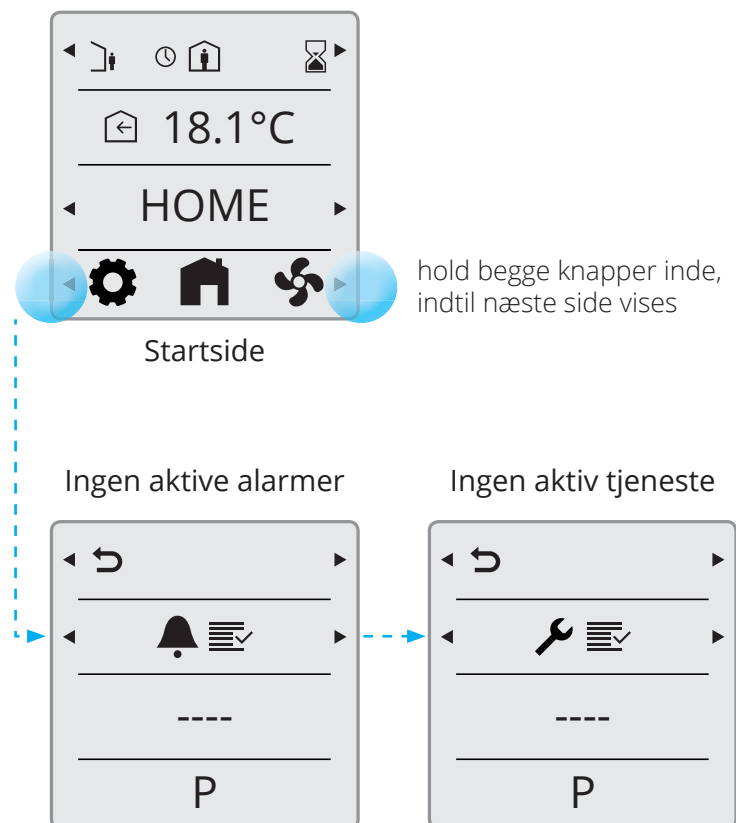 18.1°C
HOME
hold begge knapper inde,
indtil næste side vises
Startside
Ingen aktive alarmer
Ingen aktiv tjeneste
----
----
P
P